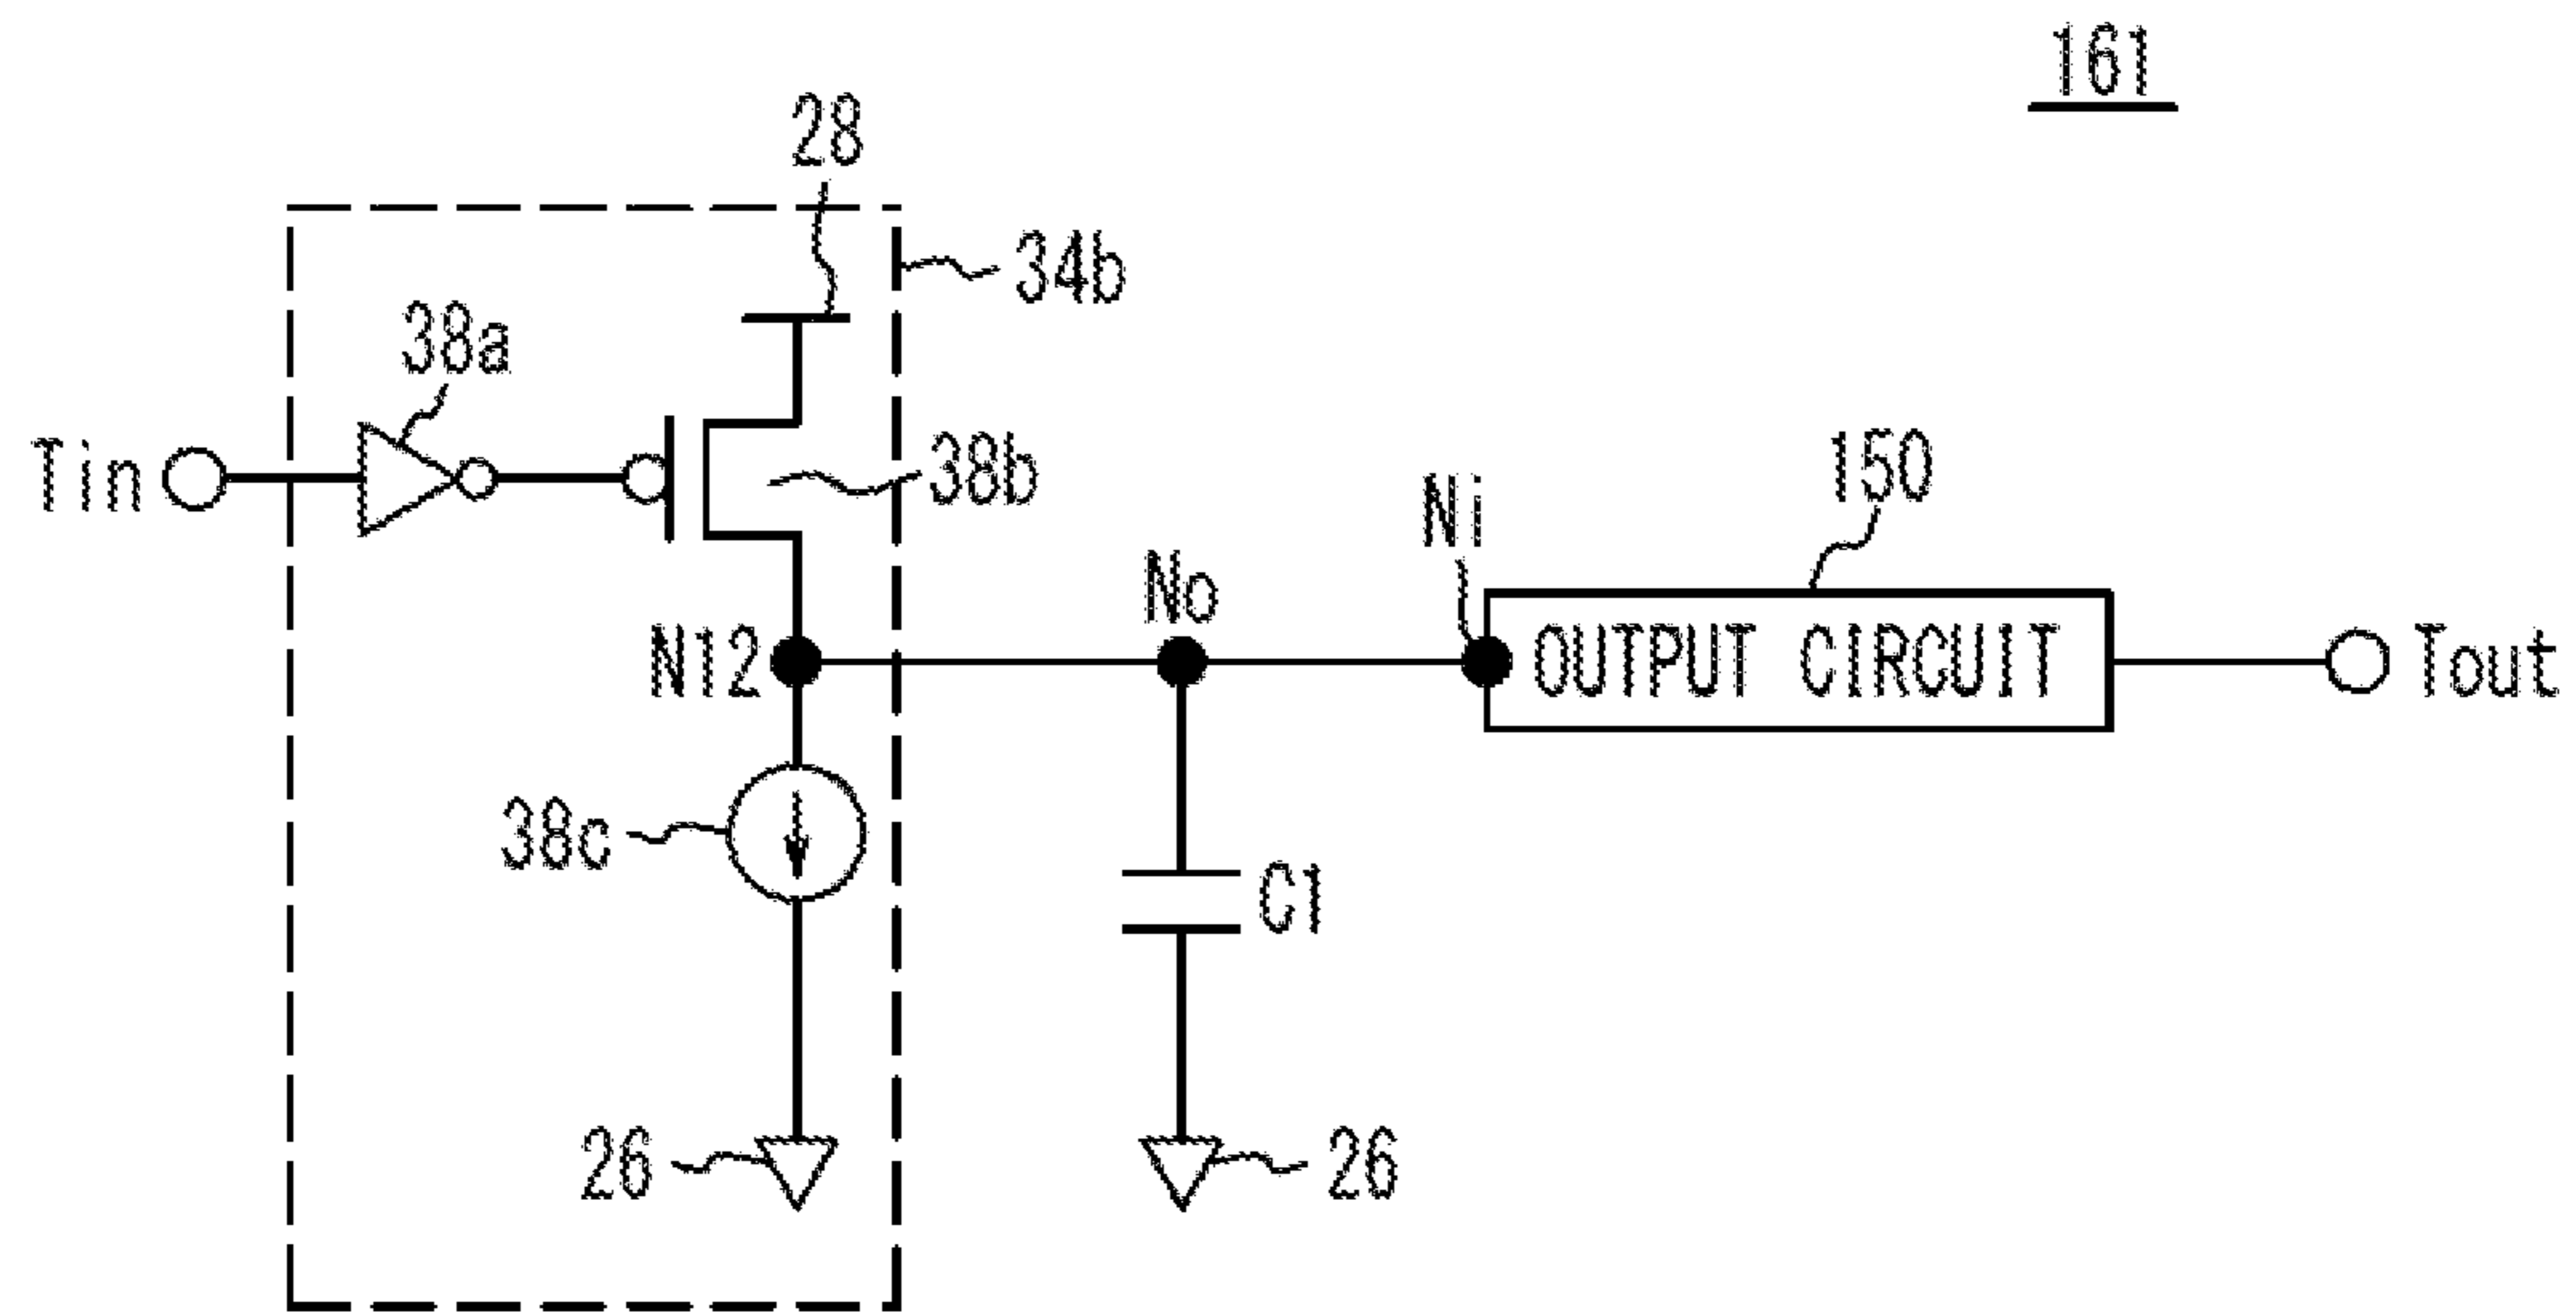 161
28
34b
38a
Tin
38b
150
Ni
No
N12
OUTPUT CIRCUIT
Tout
38c
C1
26
26